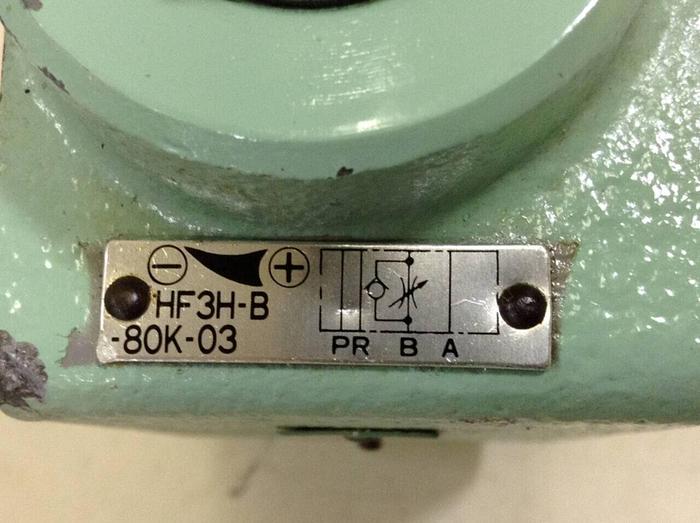 − +
HF3H-B
-80K-03
PR B A